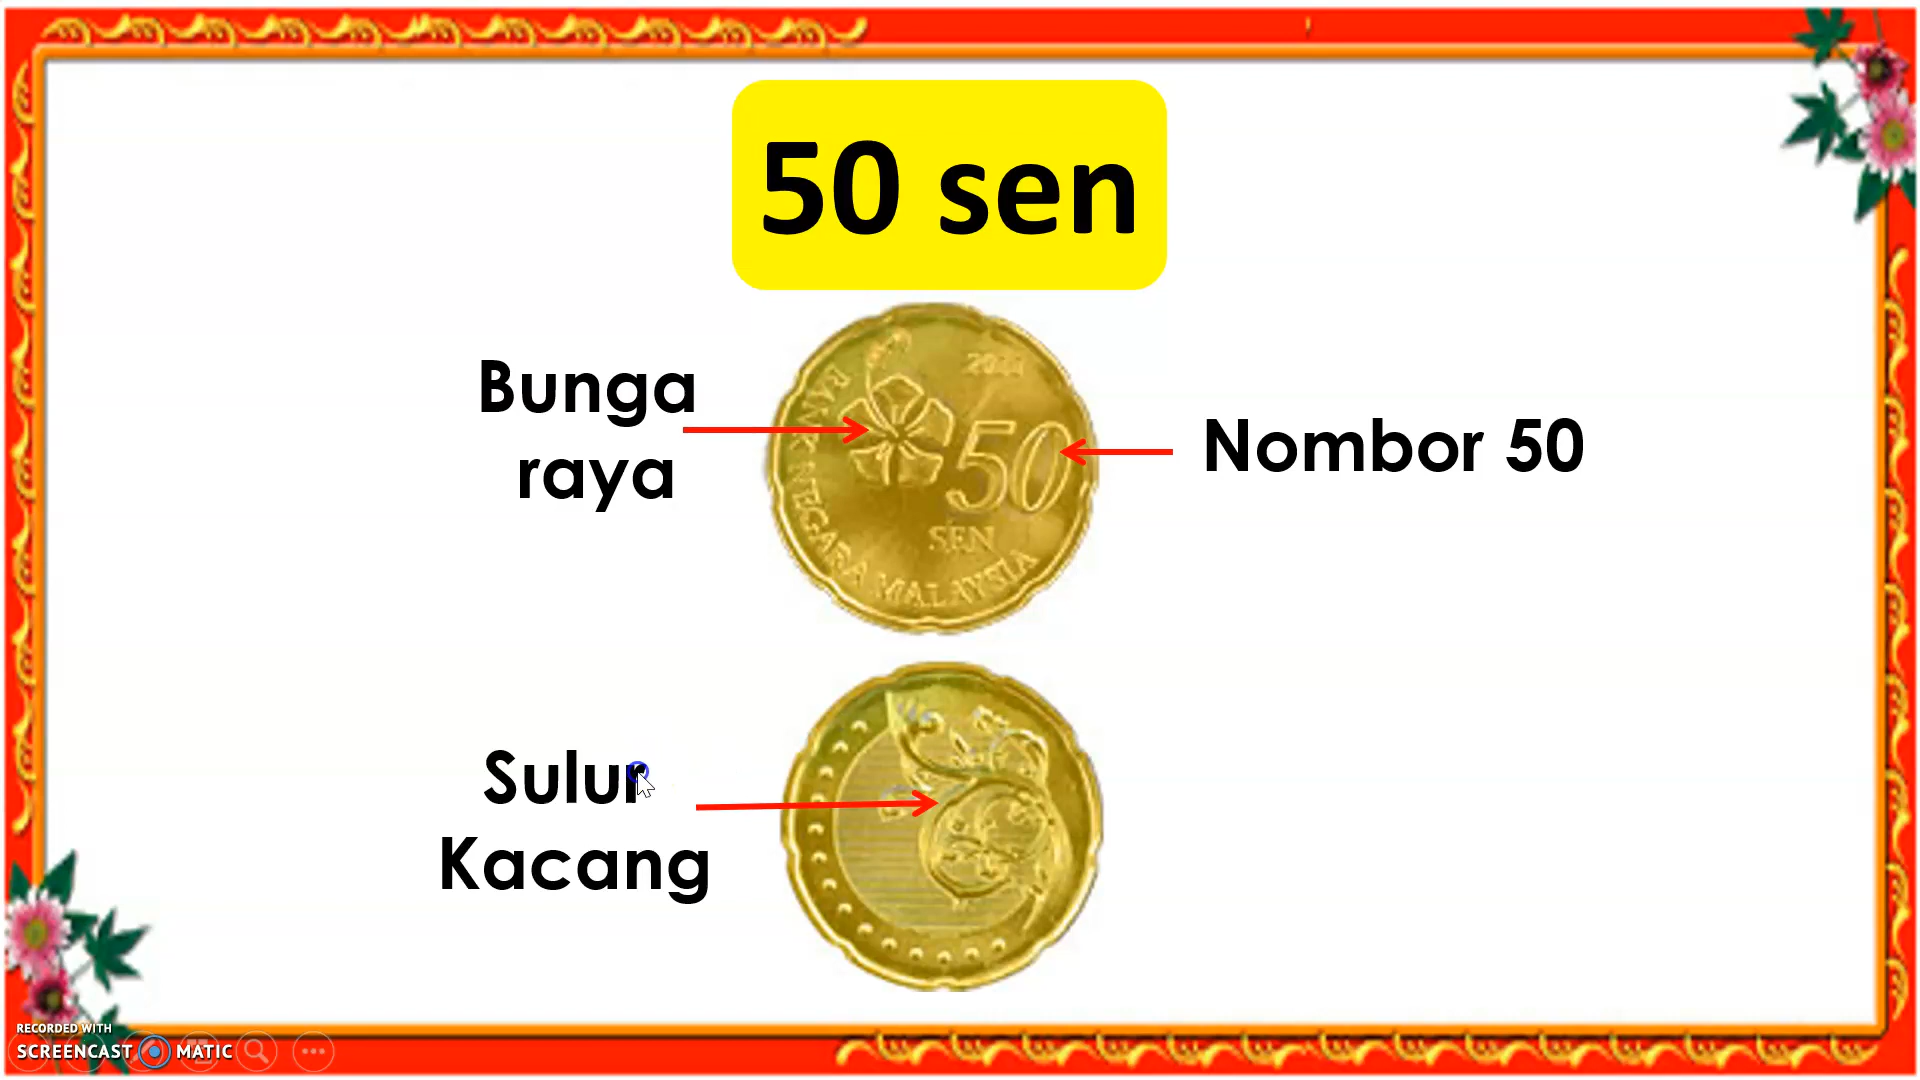 50 sen
Bunga
raya
Nombor 50
BANK NEGARA MALAYSIA
50
SEN
Sulur
Kacang
RECORDED WITH
SCREENCAST MATIC